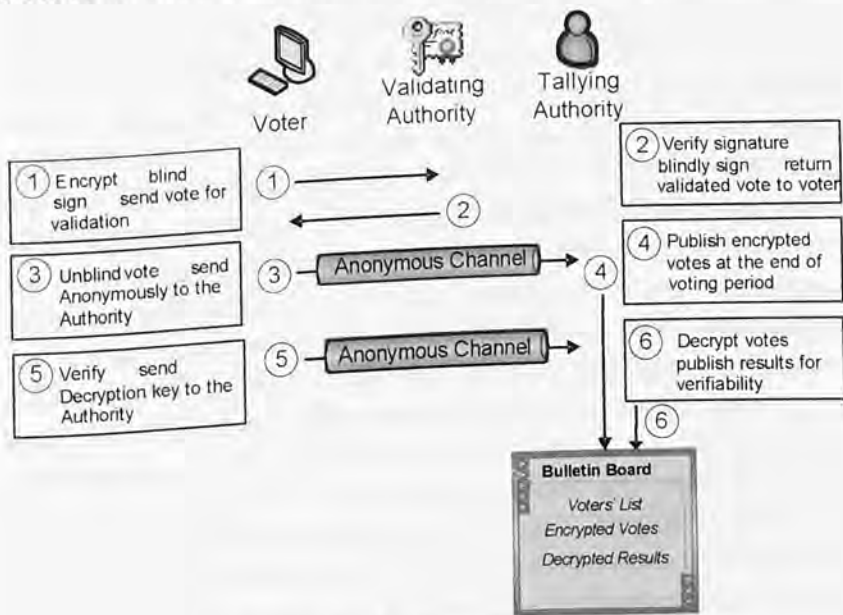 Voter
Validating
Authority
Tallying
Authority
1 Encrypt blind
sign send vote for
validation
1
2 Verify signature
blindly sign return
validated vote to voter
2
3 Unblind vote send
Anonymously to the
Authority
3 Anonymous Channel
4
4 Publish encrypted
votes at the end of
voting period
5 Verify send
Decryption key to the
Authority
5 Anonymous Channel
6 Decrypt votes
publish results for
verifiability
6
Bulletin Board
Voters' List
Encrypted Votes
Decrypted Results